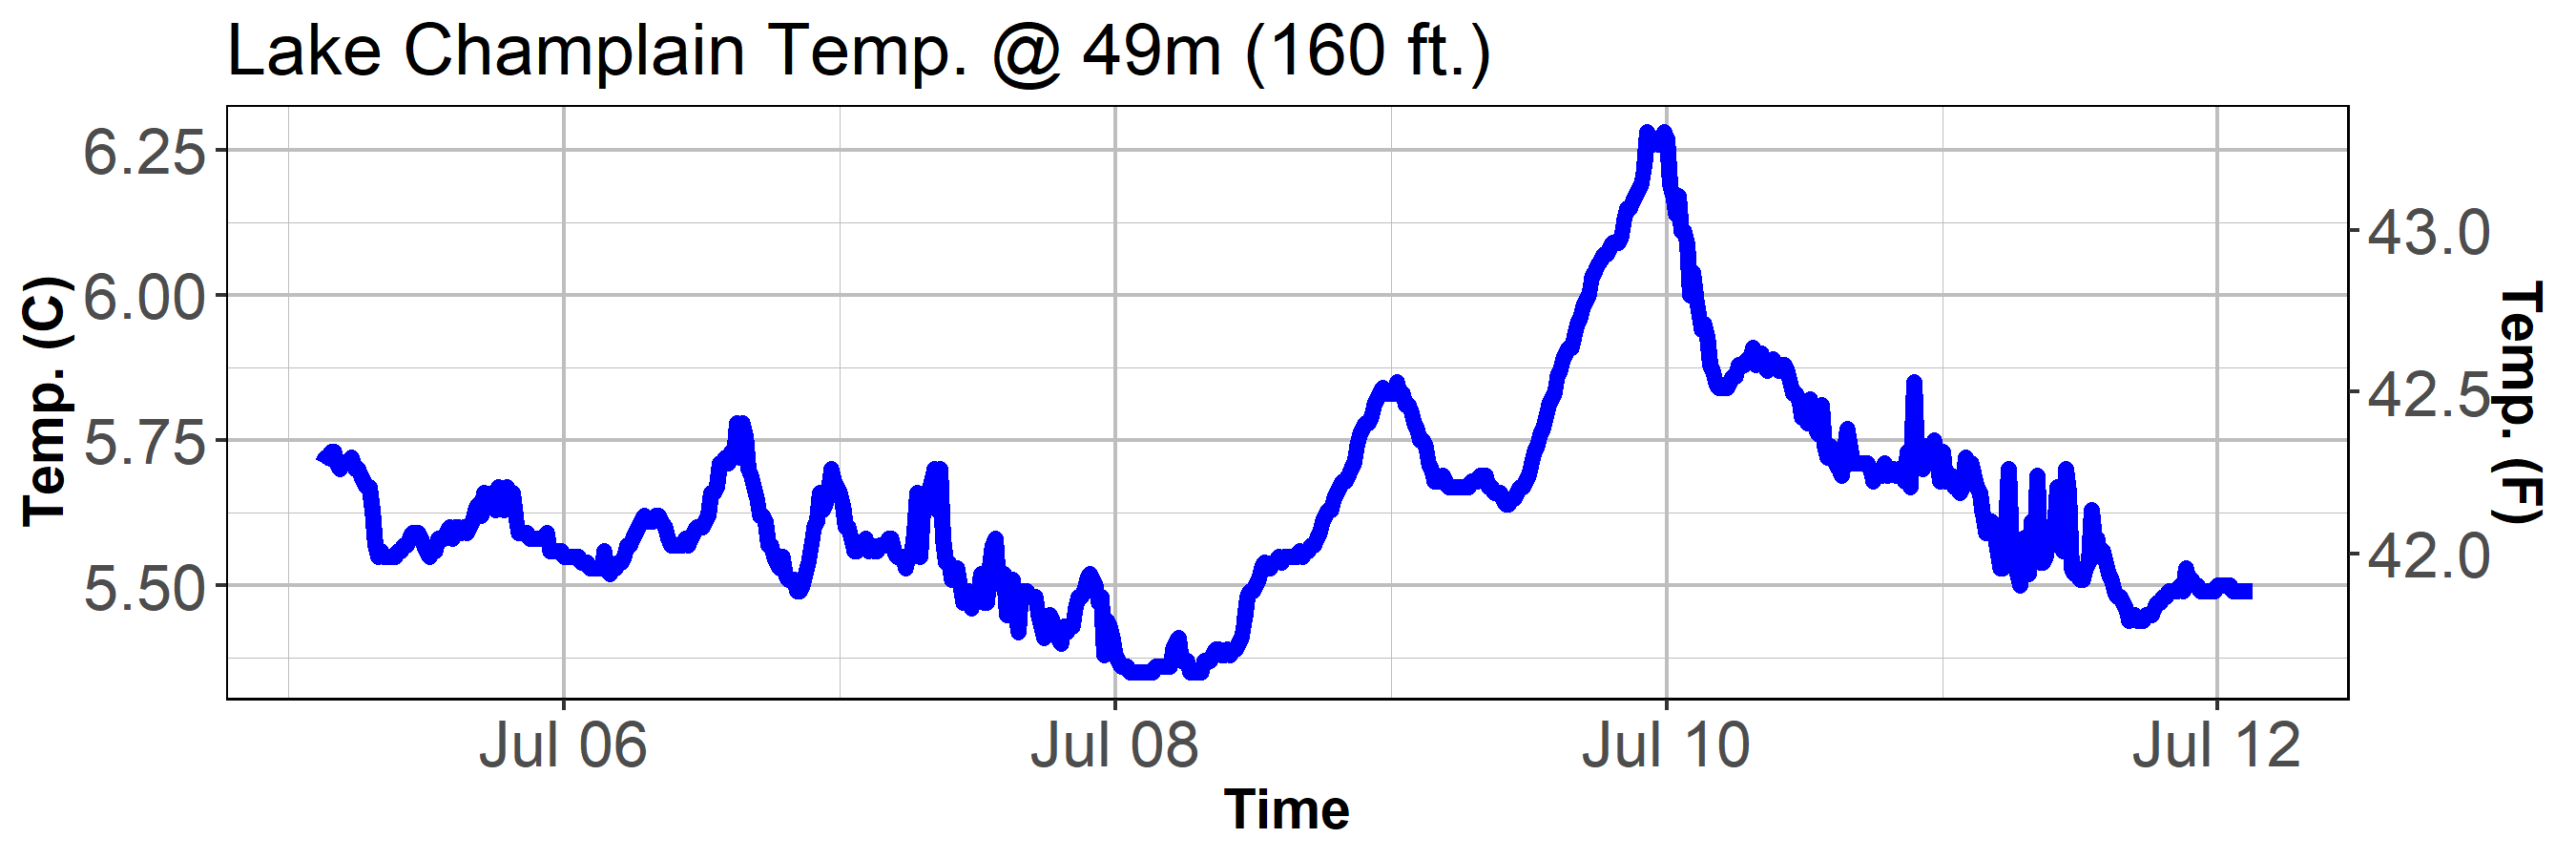 Lake Champlain Temp. @ 49m (160 ft.)
Temp. (C)
6.25
6.00
5.75
5.50
43.0
42.5
42.0
Temp. (F)
Jul 06
Jul 08
Jul 10
Jul 12
Time